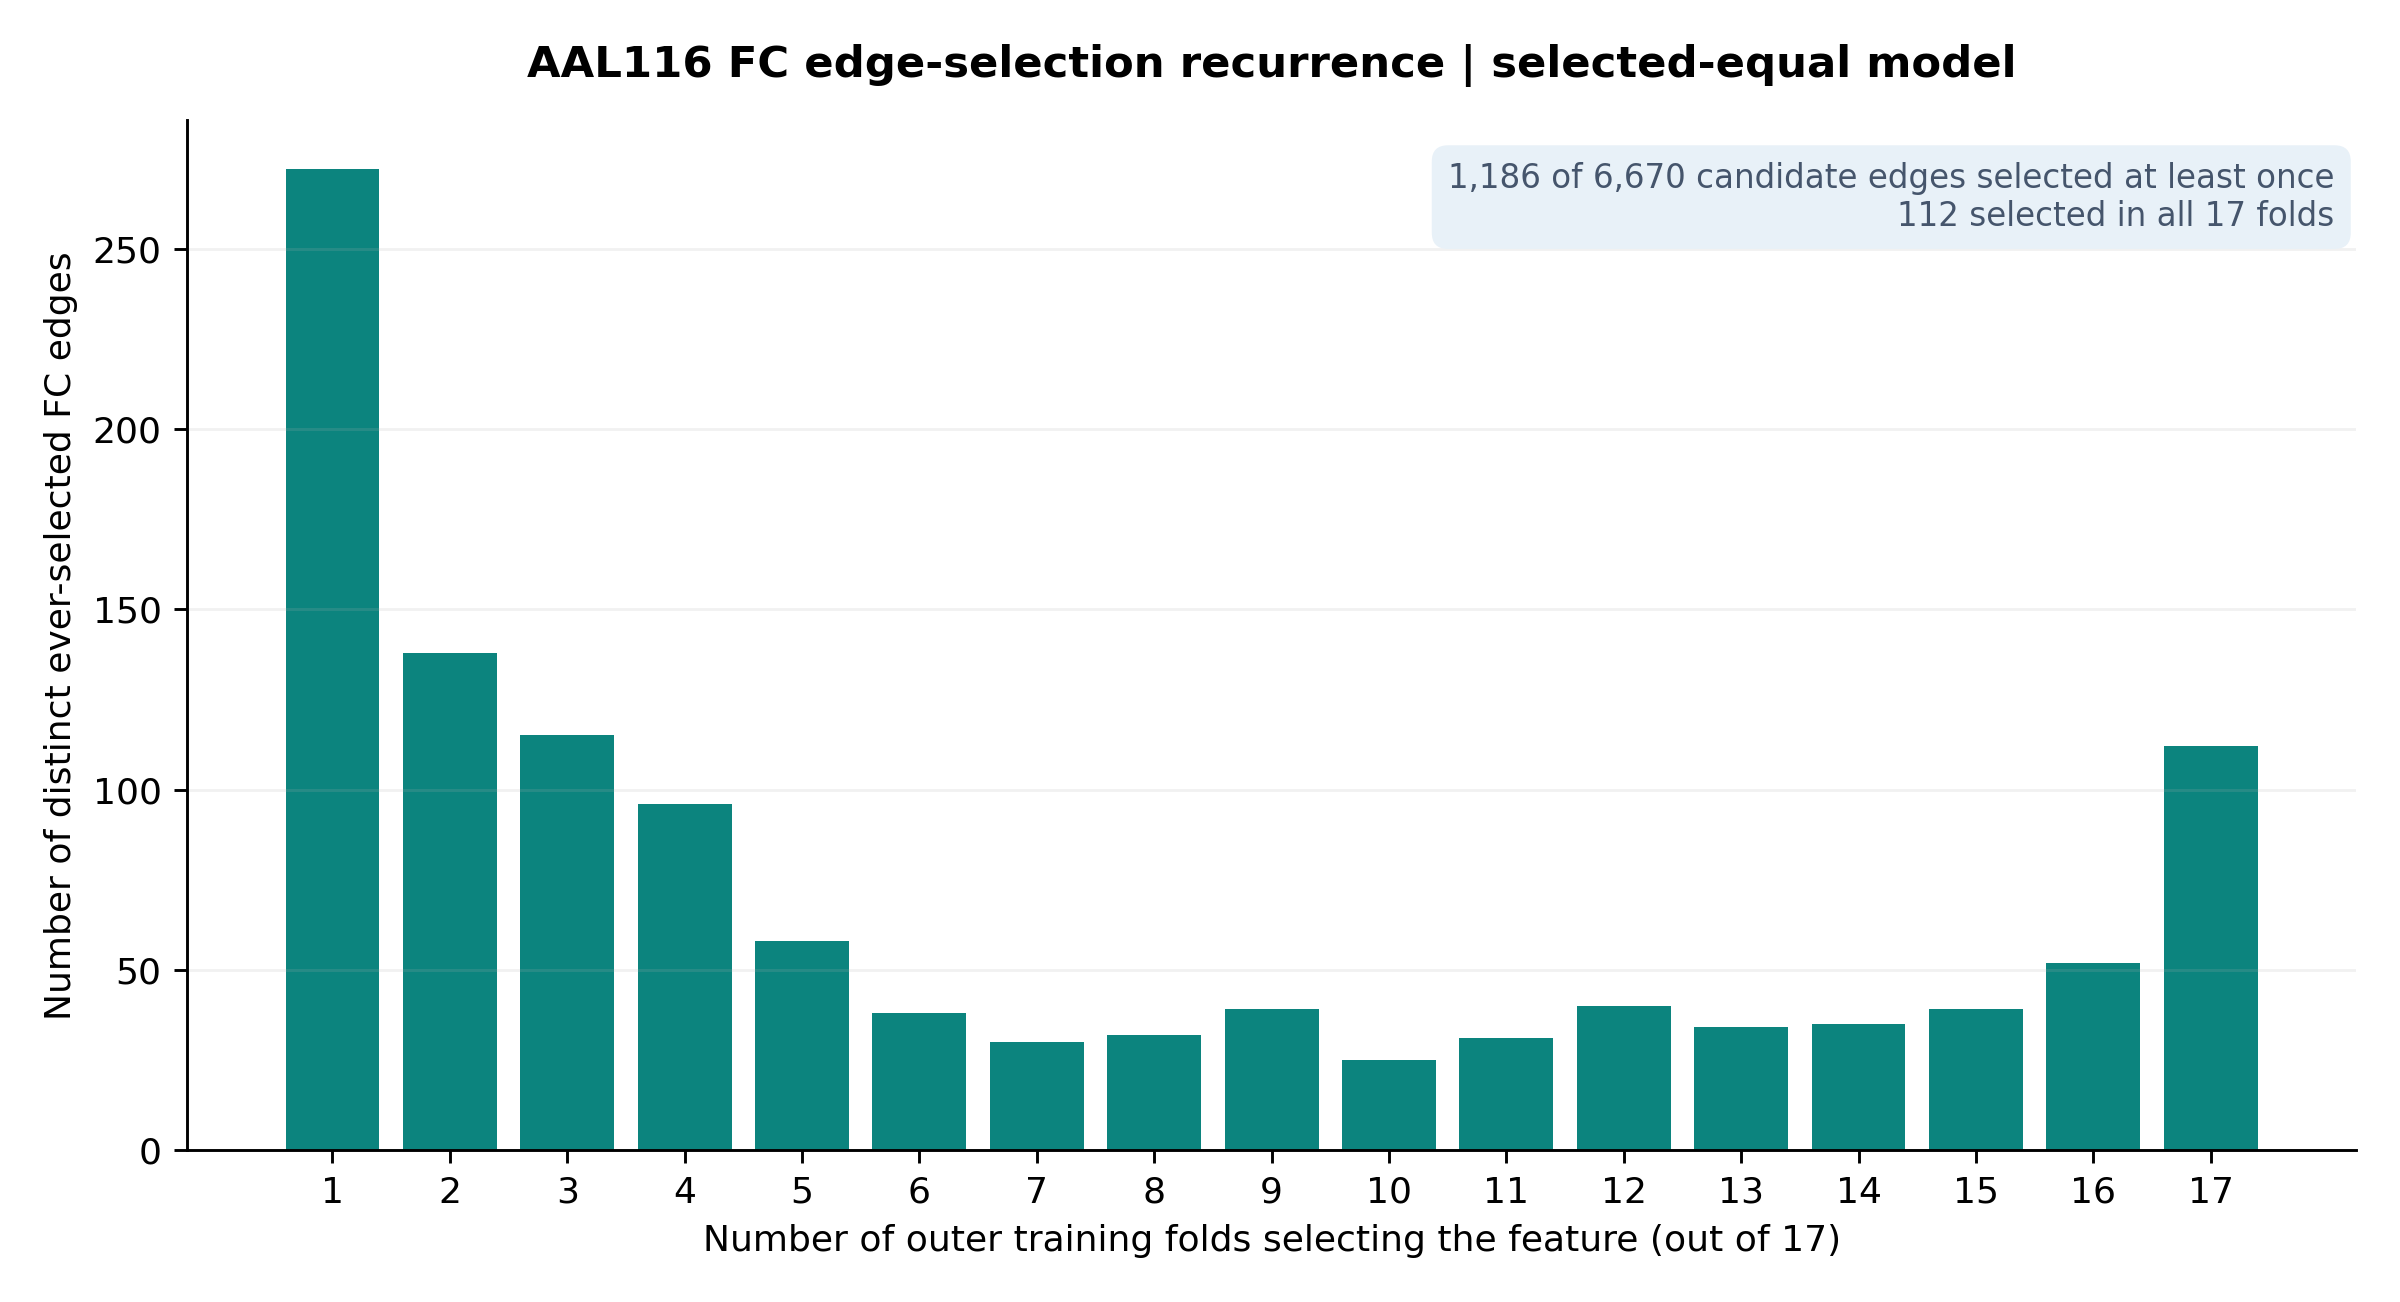 AAL116 FC edge-selection recurrence | selected-equal model
1,186 of 6,670 candidate edges selected at least once
112 selected in all 17 folds
Number of distinct ever-selected FC edges
250
200
150
100
50
0
1 2 3 4 5 6 7 8 9 10 11 12 13 14 15 16 17
Number of outer training folds selecting the feature (out of 17)